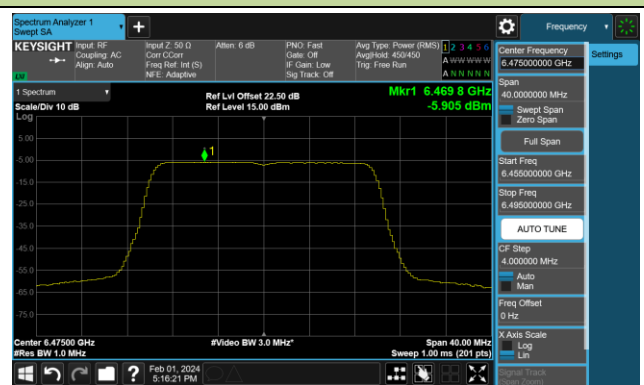 Spectrum Analyzer 1
Swept SA
+
Frequency
KEYSIGHT
Input: RF
Coupling: AC
Align: Auto
Input Z: 50 Ω
Corr CCorr
Freq Ref: Int (S)
NFE: Adaptive
Atten: 6 dB
PNO: Fast
Gate: Off
IF Gain: Low
Sig Track: Off
Avg Type: Power (RMS)
Avg|Hold: 450/450
Trig: Free Run
1 2 3 4 5 6
A W W W W W
A N N N N N
LW
1 Spectrum
Scale/Div 10 dB
Log
Ref Lvl Offset 22.50 dB
Ref Level 15.00 dBm
Mkr1 6.469 8 GHz
-5.905 dBm
5.00
-5.00
-15.0
-25.0
-35.0
-45.0
-55.0
-65.0
-75.0
1
Center 6.47500 GHz
#Res BW 1.0 MHz
#Video BW 3.0 MHz*
Span 40.00 MHz
Sweep 1.00 ms (201 pts)
?
Feb 01, 2024
5:16:21 PM
Center Frequency
6.475000000 GHz
Settings
Span
40.0000000 MHz
Swept Span
Zero Span
Full Span
Start Freq
6.455000000 GHz
Stop Freq
6.495000000 GHz
AUTO TUNE
CF Step
4.000000 MHz
Auto
Man
Freq Offset
0 Hz
X Axis Scale
Log
Lin
Signal Track
(Span Zoom)